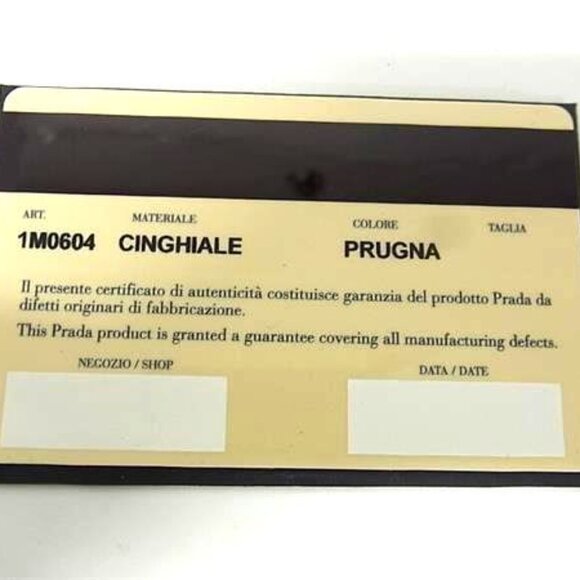 ART. MATERIALE COLORE TAGLIA
1M0604 CINGHIALE PRUGNA
Il presente certificato di autenticità costituisce garanzia del prodotto Prada da
difetti originari di fabbricazione.
This Prada product is granted a guarantee covering all manufacturing defects.
NEGOZIO / SHOP DATA / DATE